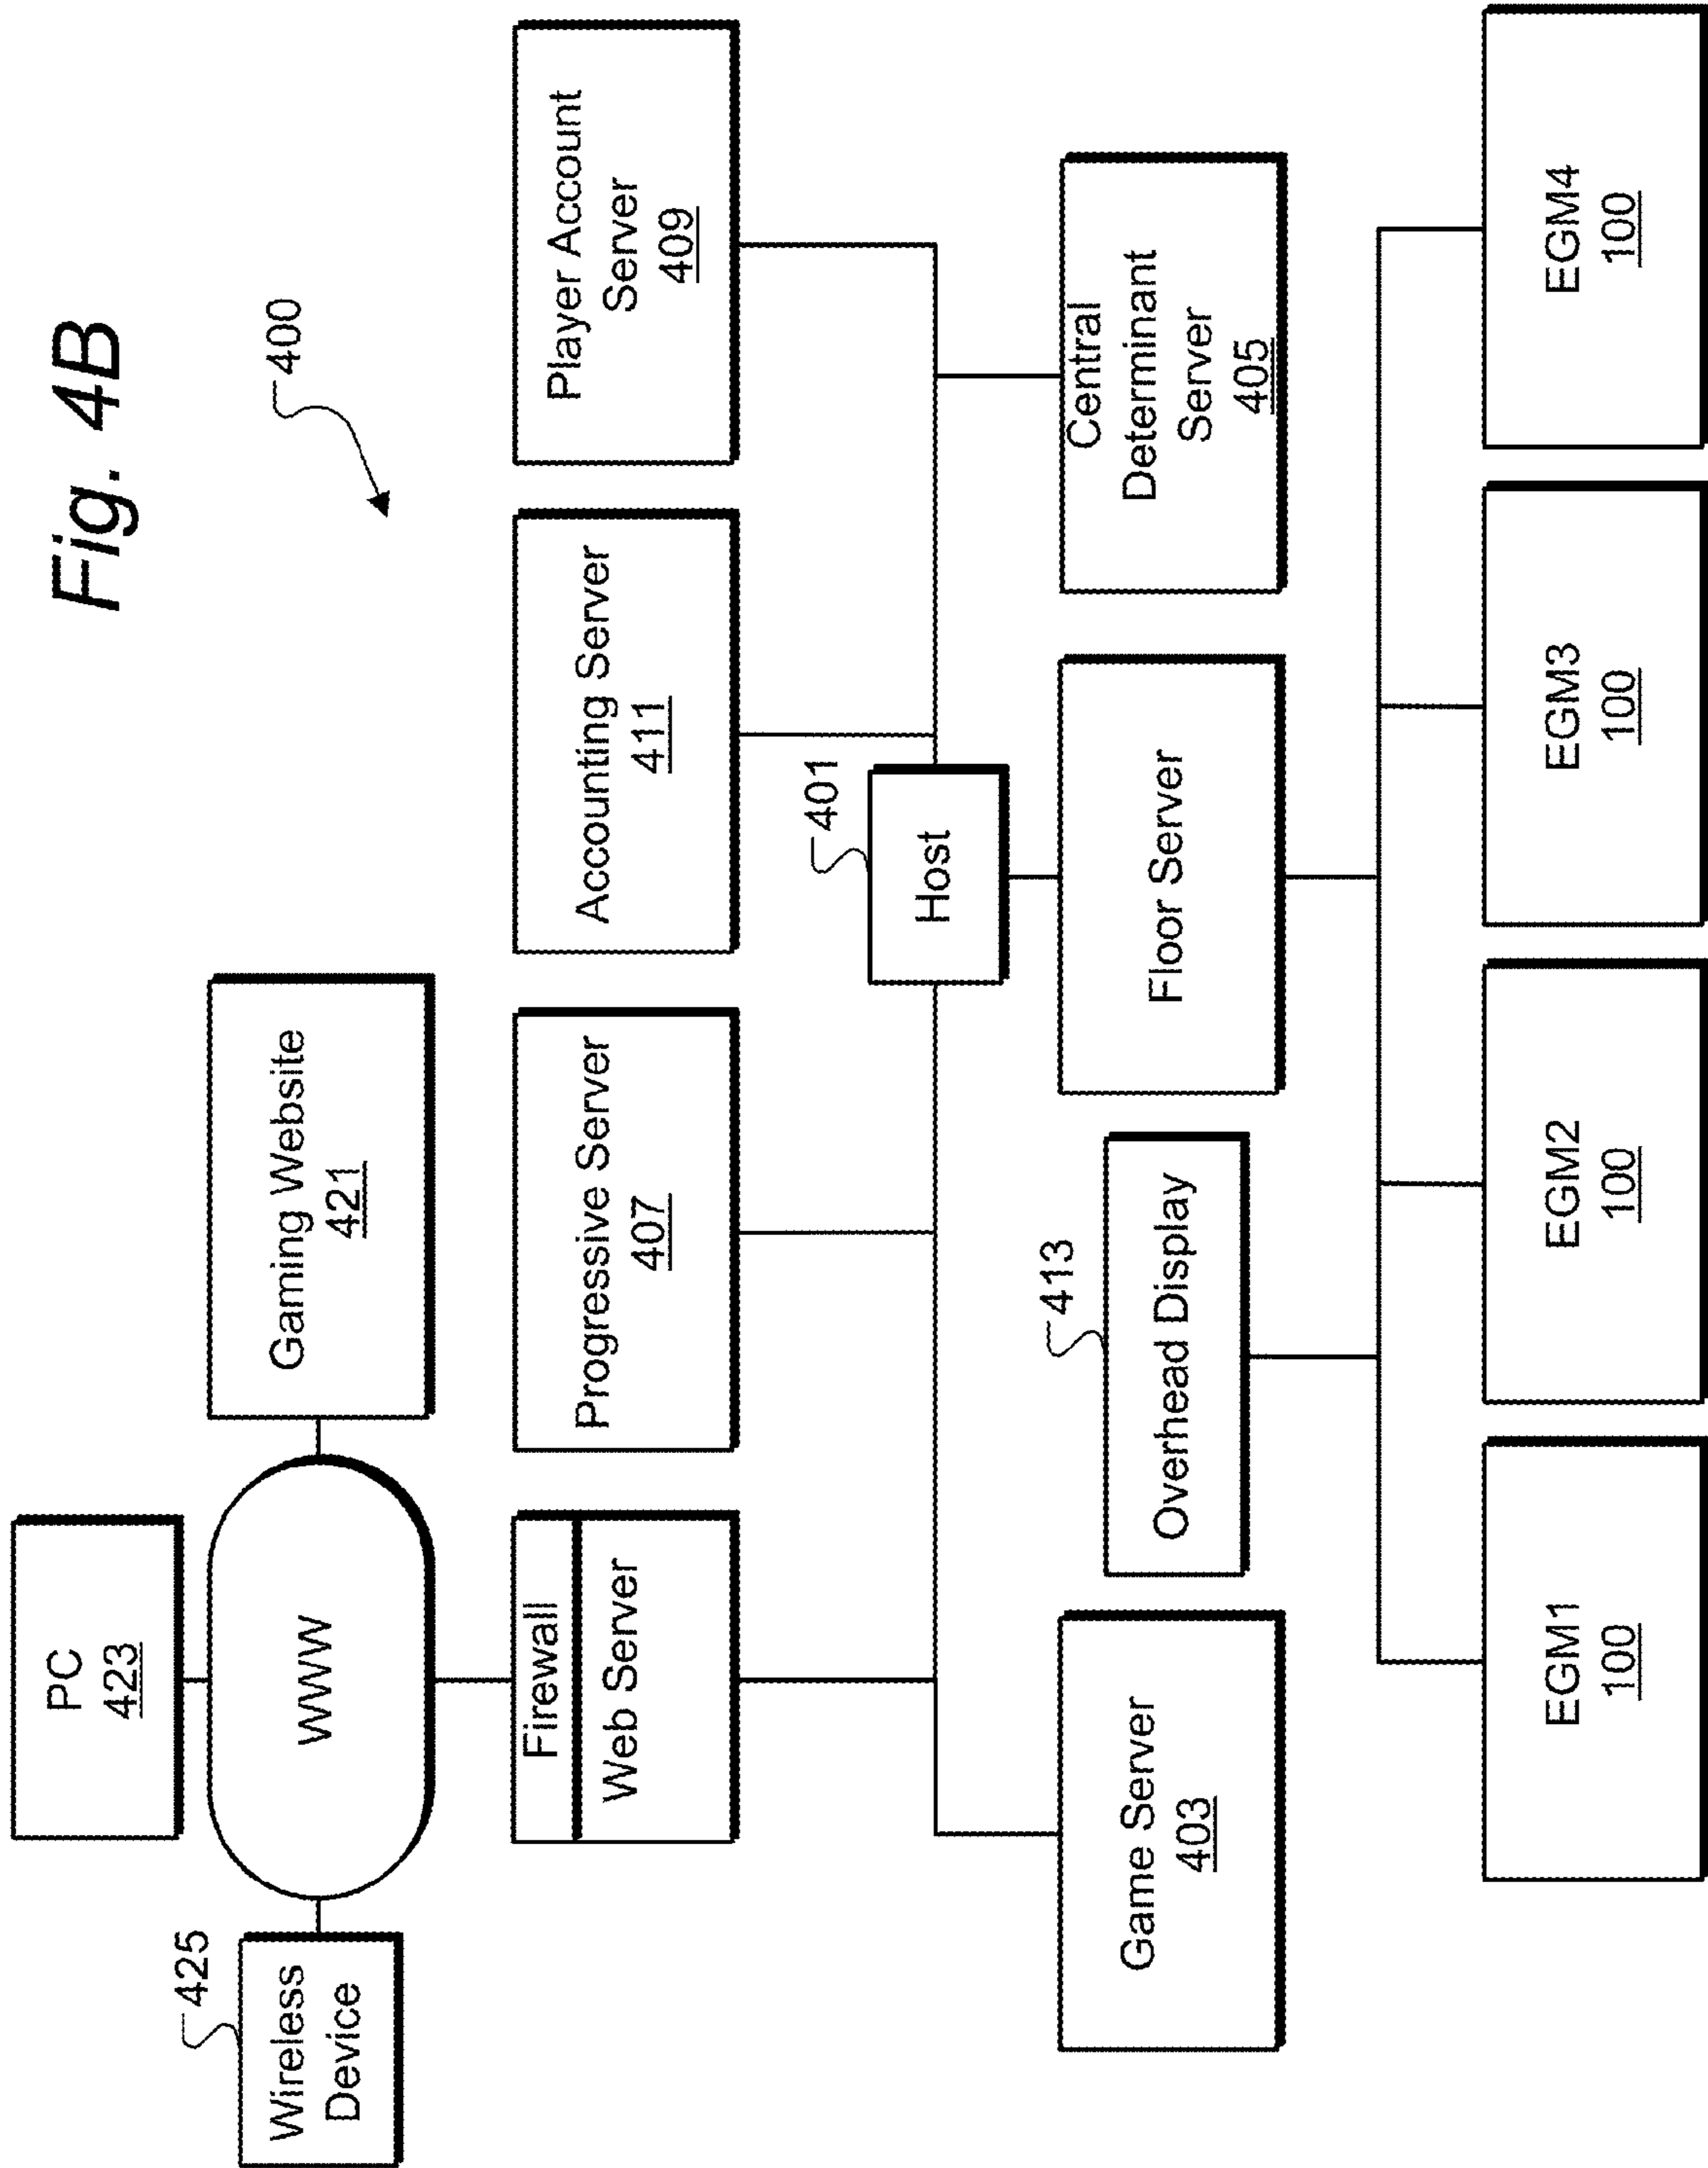 Fig. 4B
400
PC
423
425
Wireless
Device
WWW
Gaming Website
421
Firewall
Web Server
Progressive Server
407
Accounting Server
411
Player Account
Server
409
401
Host
Game Server
403
413
Overhead Display
Floor Server
Central
Determinant
Server
405
EGM1
100
EGM2
100
EGM3
100
EGM4
100